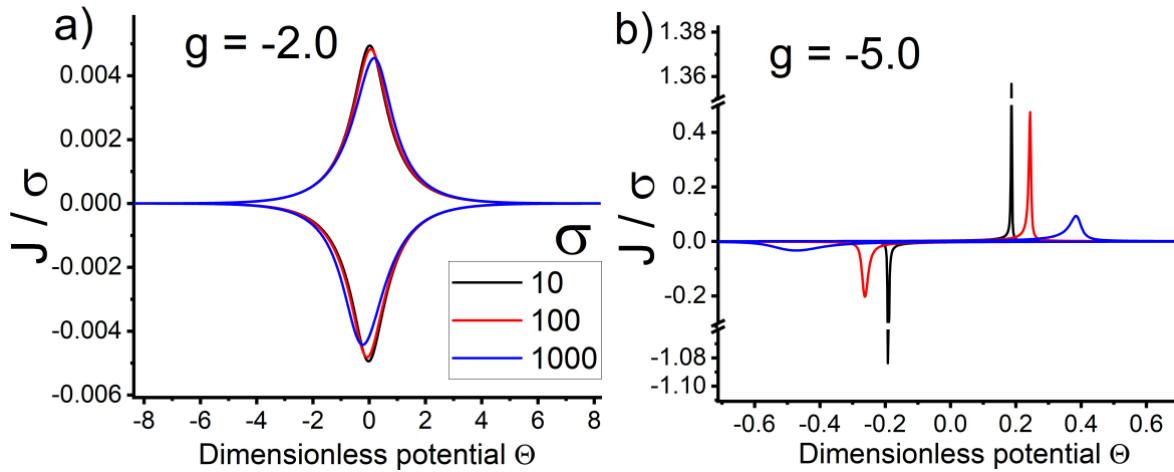 a)
g = -2.0
J / σ
0.004
0.002
0.000
-0.002
-0.004
-0.006
σ
10
100
1000
-8 -6 -4 -2 0 2 4 6 8
Dimensionless potential Θ
b)
g = -5.0
J / σ
1.38
1.36
0.4
0.2
0.0
-0.2
-1.08
-1.10
-0.6 -0.4 -0.2 0.0 0.2 0.4 0.6
Dimensionless potential Θ